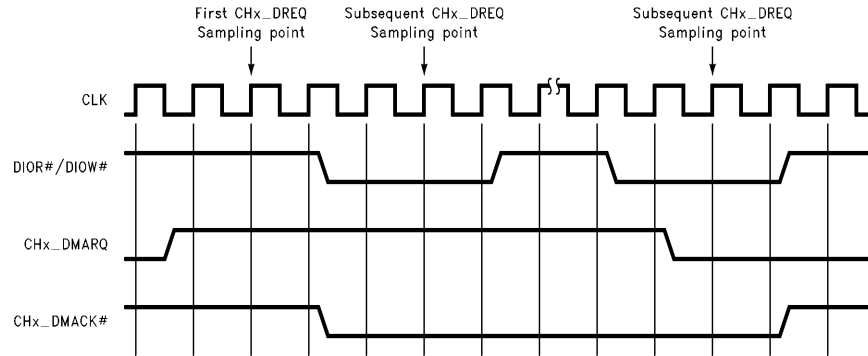 First CHx_DREQ
Sampling point
Subsequent CHx_DREQ
Sampling point
Subsequent CHx_DREQ
Sampling point
CLK
DIOR#/DIOW#
CHx_DMARQ
CHx_DMACK#